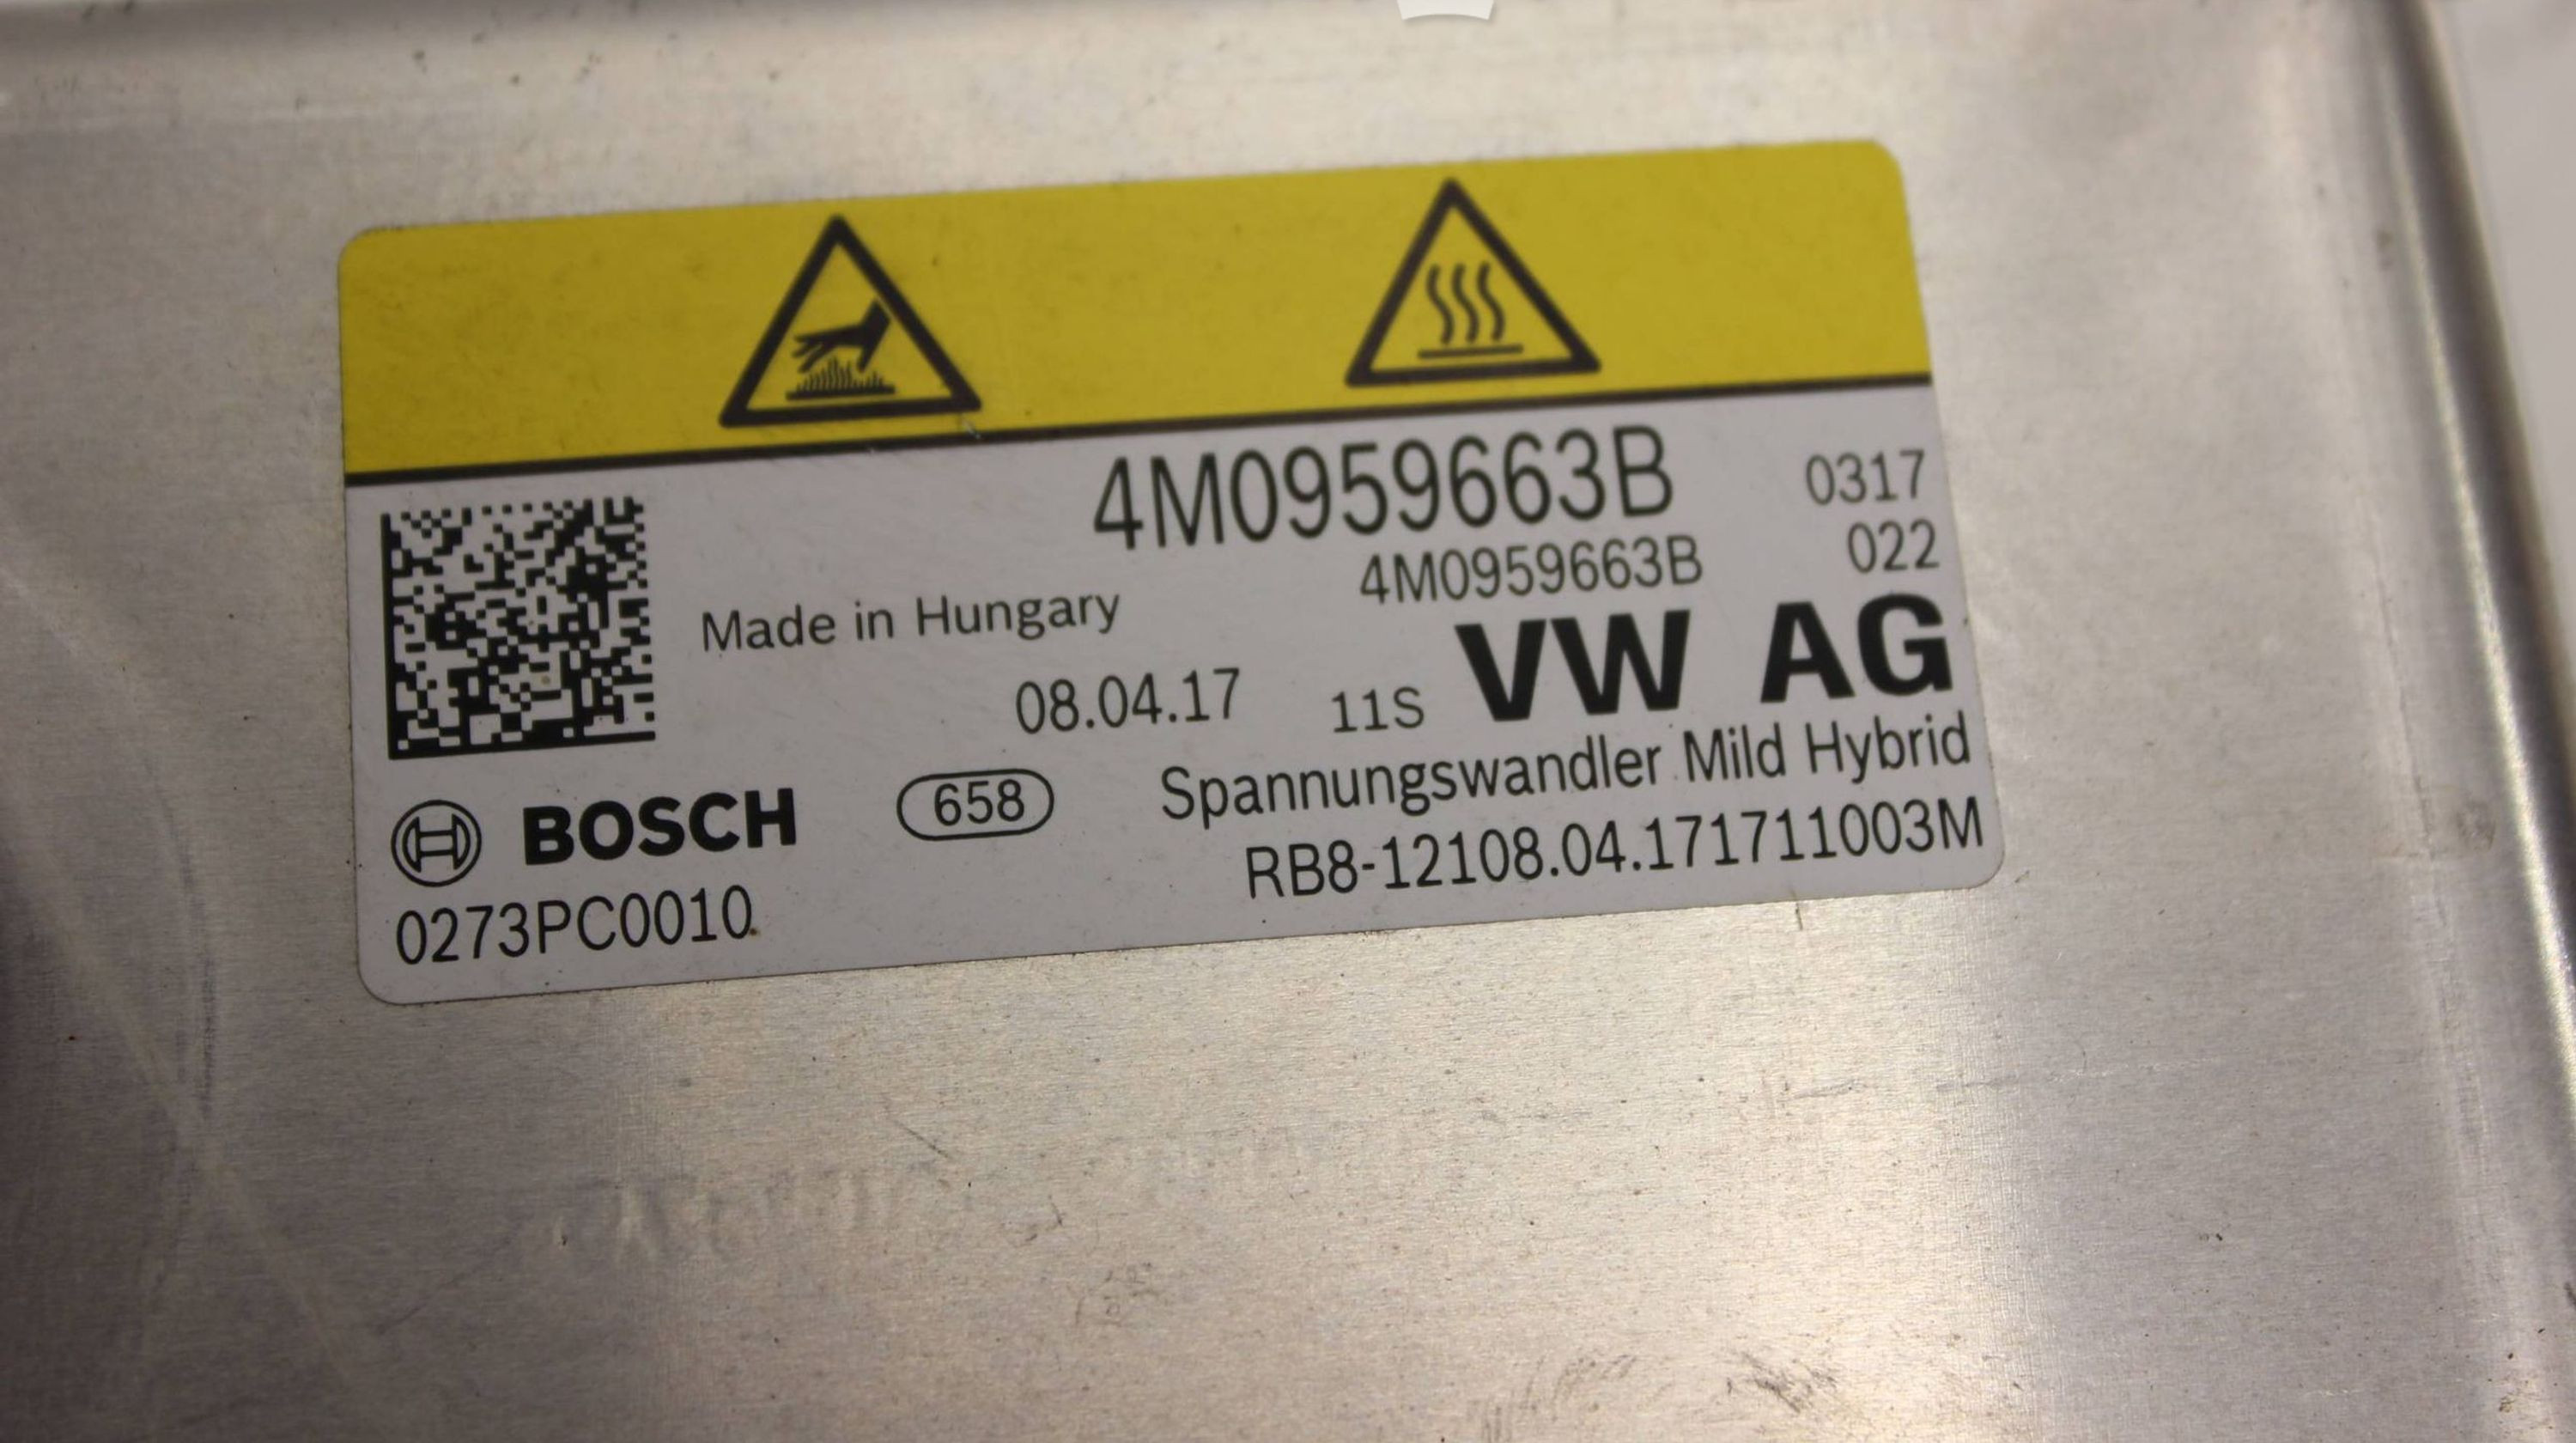 4M0959663B 0317
4M0959663B 022
Made in Hungary
VW AG
08.04.17 11S
Spannungswandler Mild Hybrid
BOSCH 658
RB8-12108.04.171711003M
0273PC0010